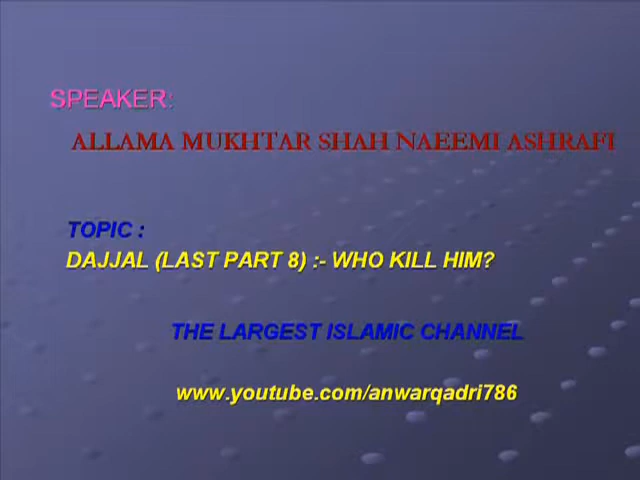 SPEAKER:
ALLAMA MUKHTAR SHAH NAEEMI ASHRAFI
TOPIC :
DAJJAL (LAST PART 8) :- WHO KILL HIM?
THE LARGEST ISLAMIC CHANNEL
www.youtube.com/anwarqadri786